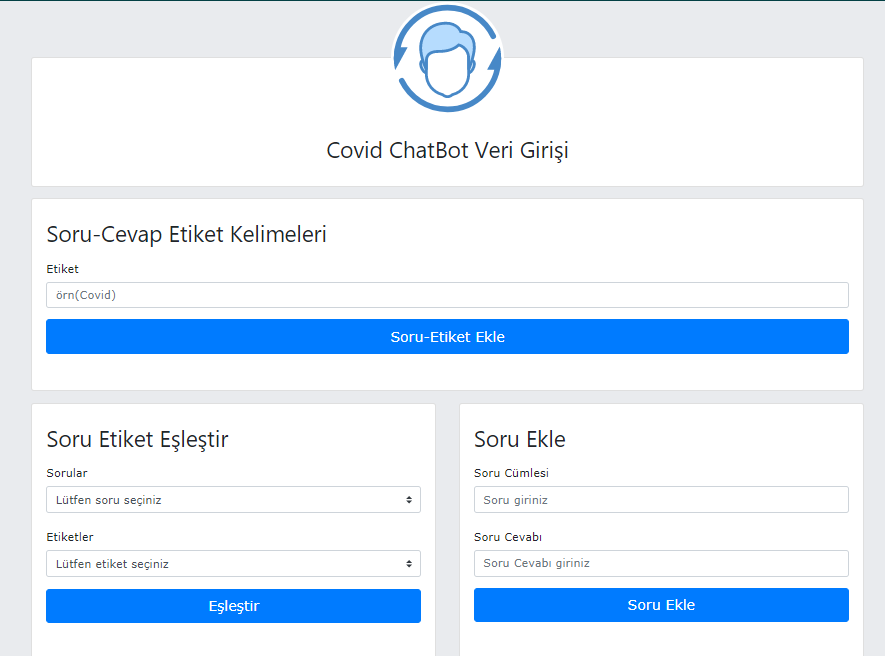 Covid ChatBot Veri Girişi
Soru-Cevap Etiket Kelimeleri
Etiket
örn(Covid)
Soru-Etiket Ekle
Soru Etiket Eşleştir
Sorular
Lütfen soru seçiniz
Etiketler
Lütfen etiket seçiniz
Eşleştir
Soru Ekle
Soru Cümlesi
Soru giriniz
Soru Cevabı
Soru Cevabı giriniz
Soru Ekle